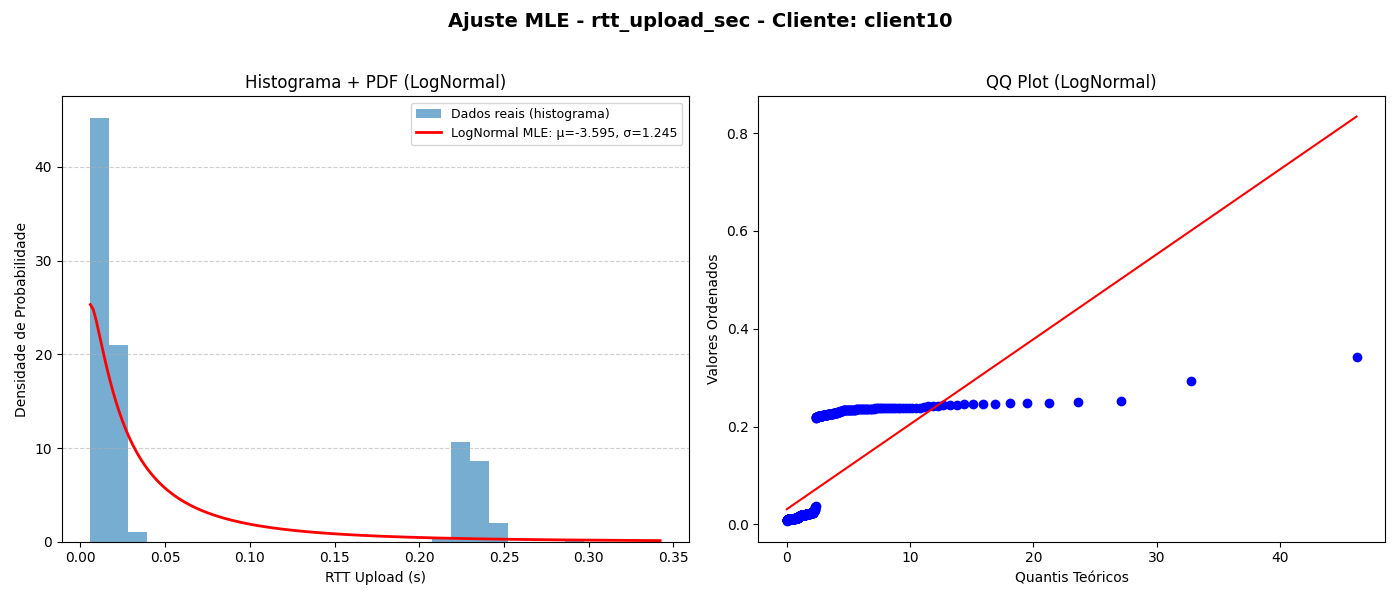 Ajuste MLE - rtt_upload_sec - Cliente: client10
Histograma + PDF (LogNormal)
Dados reais (histograma)
LogNormal MLE: μ=-3.595, σ=1.245
Densidade de Probabilidade
40
30
20
10
0
0.00 0.05 0.10 0.15 0.20 0.25 0.30 0.35
RTT Upload (s)
QQ Plot (LogNormal)
Valores Ordenados
0.8
0.6
0.4
0.2
0.0
0 10 20 30 40
Quantis Teóricos